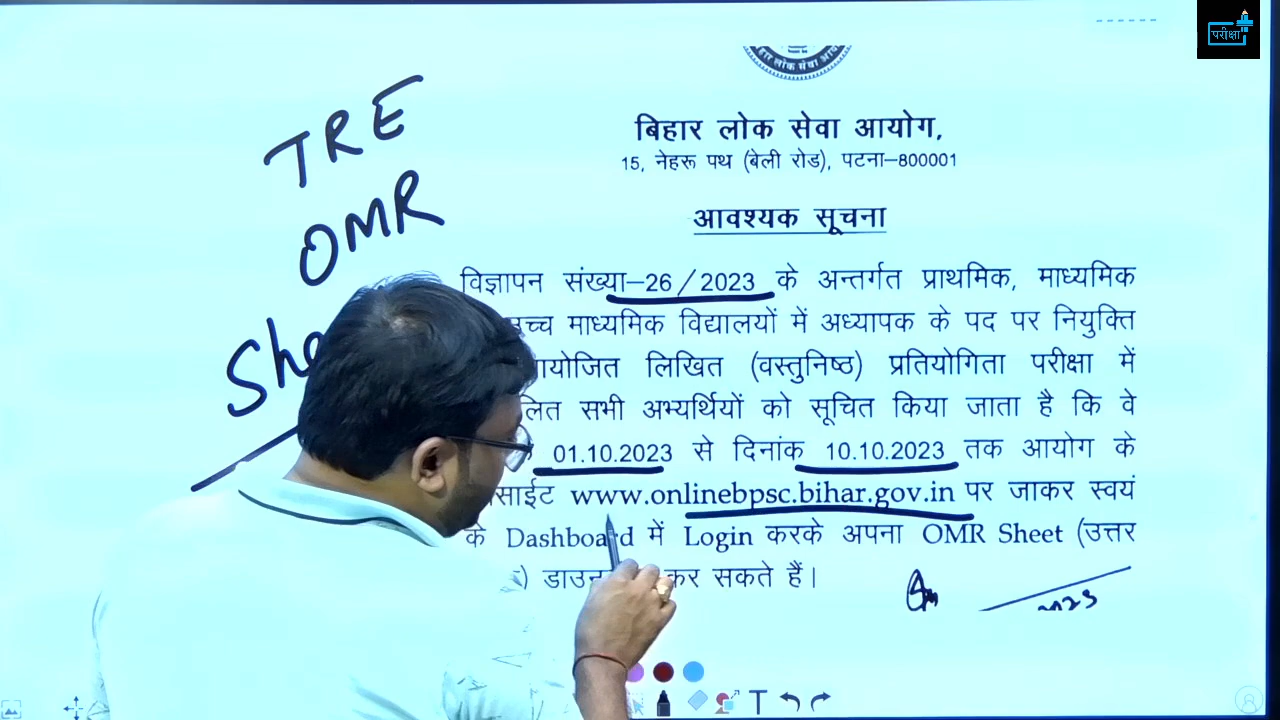 परीक्षा
बिहार लोक सेवा आयोग,
15, नेहरू पथ (बेली रोड), पटना–800001
आवश्यक सूचना
TRE
OMR
विज्ञापन संख्या–26/2023 के अन्तर्गत प्राथमिक, माध्यमिक
उच्च माध्यमिक विद्यालयों में अध्यापक के पद पर नियुक्ति
लिखित (वस्तुनिष्ठ) प्रतियोगिता परीक्षा में
She
सभी अभ्यर्थियों को सूचित किया जाता है कि वे
01.10.2023 से दिनांक 10.10.2023 तक आयोग के
www.onlinebpsc.bihar.gov.in पर जाकर स्वयं
के Dashboard में Login करके अपना OMR Sheet (उत्तर
कर सकते हैं।
T